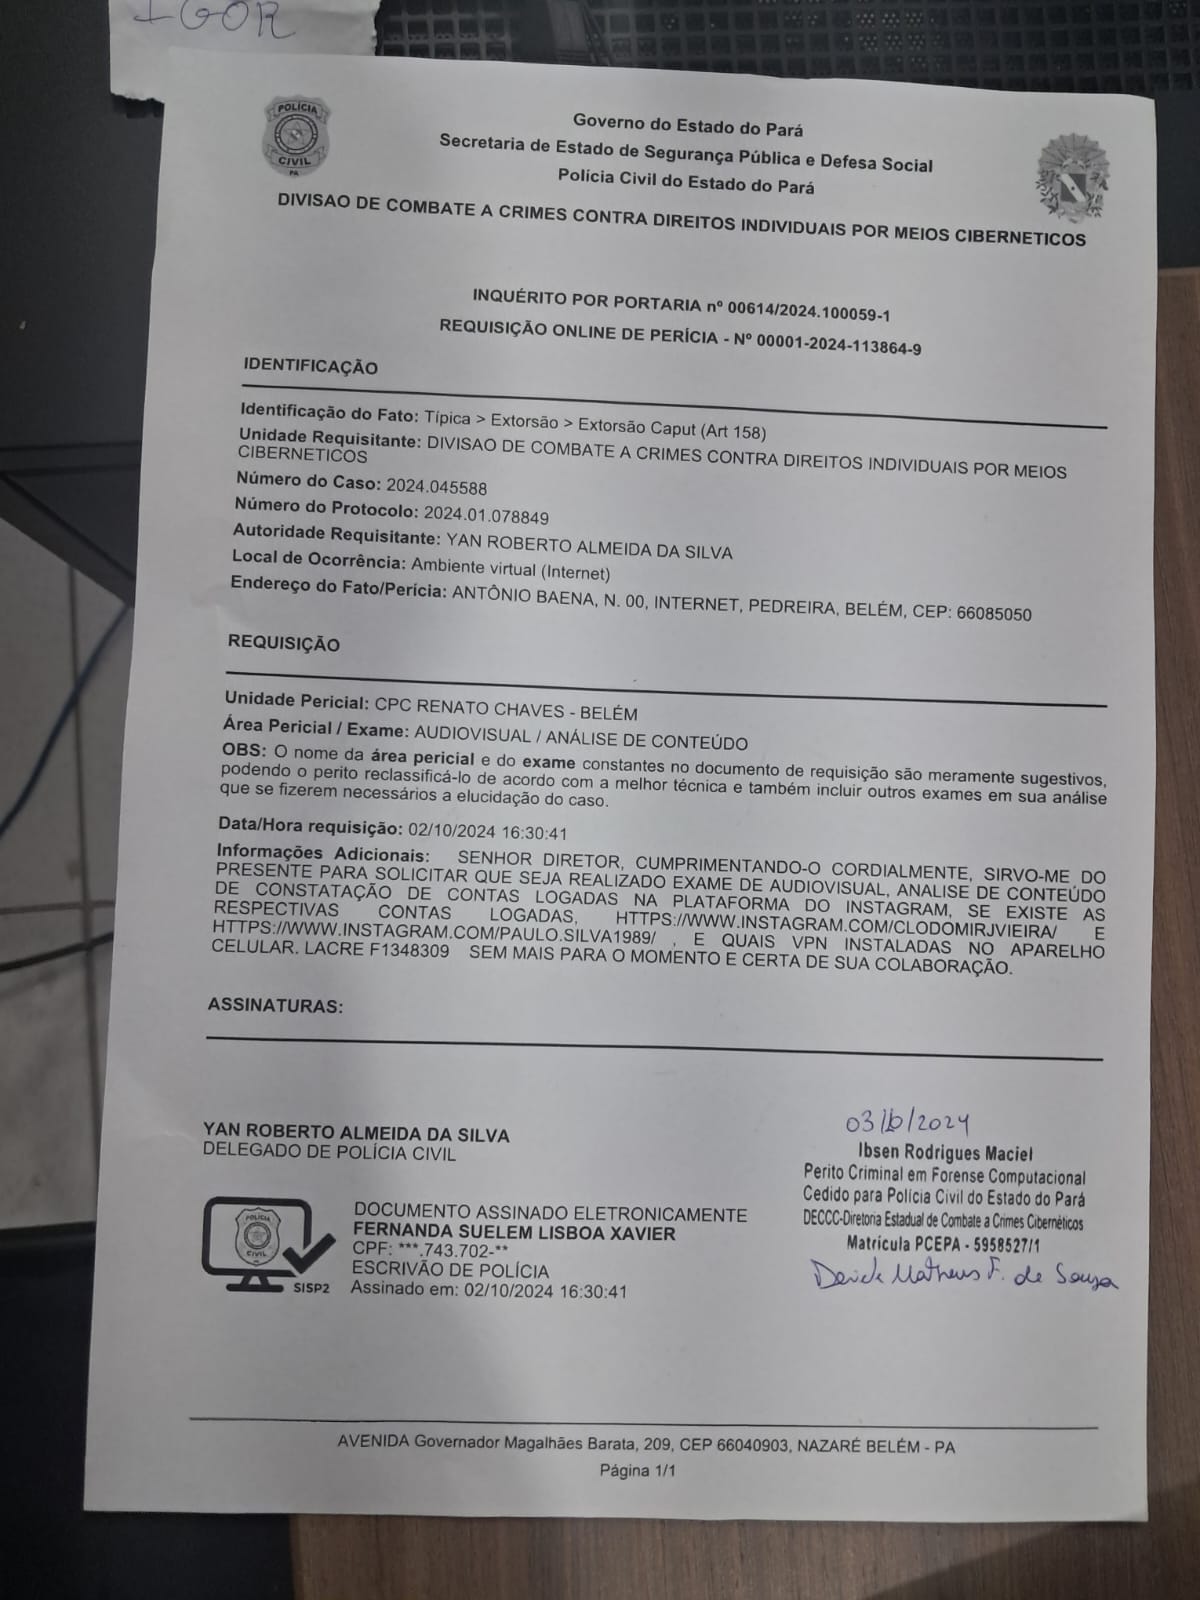 IGOR
POLÍCIA
CIVIL
PA
Governo do Estado do Pará
Secretaria de Estado de Segurança Pública e Defesa Social
Polícia Civil do Estado do Pará
DIVISAO DE COMBATE A CRIMES CONTRA DIREITOS INDIVIDUAIS POR MEIOS CIBERNETICOS
INQUÉRITO POR PORTARIA nº 00614/2024.100059-1
REQUISIÇÃO ONLINE DE PERÍCIA - Nº 00001-2024-113864-9
IDENTIFICAÇÃO
Identificação do Fato: Típica > Extorsão > Extorsão Caput (Art 158)
Unidade Requisitante: DIVISAO DE COMBATE A CRIMES CONTRA DIREITOS INDIVIDUAIS POR MEIOS
CIBERNETICOS
Número do Caso: 2024.045588
Número do Protocolo: 2024.01.078849
Autoridade Requisitante: YAN ROBERTO ALMEIDA DA SILVA
Local de Ocorrência: Ambiente virtual (Internet)
Endereço do Fato/Perícia: ANTÔNIO BAENA, N. 00, INTERNET, PEDREIRA, BELÉM, CEP: 66085050
REQUISIÇÃO
Unidade Pericial: CPC RENATO CHAVES - BELÉM
Área Pericial / Exame: AUDIOVISUAL / ANÁLISE DE CONTEÚDO
OBS: O nome da área pericial e do exame constantes no documento de requisição são meramente sugestivos,
podendo o perito reclassificá-lo de acordo com a melhor técnica e também incluir outros exames em sua análise
que se fizerem necessários a elucidação do caso.
Data/Hora requisição: 02/10/2024 16:30:41
Informações Adicionais: SENHOR DIRETOR, CUMPRIMENTANDO-O CORDIALMENTE, SIRVO-ME DO
PRESENTE PARA SOLICITAR QUE SEJA REALIZADO EXAME DE AUDIOVISUAL, ANALISE DE CONTEÚDO
DE CONSTATAÇÃO DE CONTAS LOGADAS NA PLATAFORMA DO INSTAGRAM, SE EXISTE AS
RESPECTIVAS CONTAS LOGADAS, HTTPS://WWW.INSTAGRAM.COM/CLODOMIRJVIEIRA/ E
HTTPS://WWW.INSTAGRAM.COM/PAULO.SILVA1989/ , E QUAIS VPN INSTALADAS NO APARELHO
CELULAR. LACRE F1348309 SEM MAIS PARA O MOMENTO E CERTA DE SUA COLABORAÇÃO.
ASSINATURAS:
YAN ROBERTO ALMEIDA DA SILVA
DELEGADO DE POLÍCIA CIVIL
POLÍCIA
CIVIL
SISP2
DOCUMENTO ASSINADO ELETRONICAMENTE
FERNANDA SUELEM LISBOA XAVIER
CPF: ***.743.702-**
ESCRIVÃO DE POLÍCIA
Assinado em: 02/10/2024 16:30:41
03/10/2024
Ibsen Rodrigues Maciel
Perito Criminal em Forense Computacional
Cedido para Polícia Civil do Estado do Pará
DECCC-Diretoria Estadual de Combate a Crimes Cibernéticos
Matrícula PCEPA - 5958527/1
Derick Matheus F. de Souza
AVENIDA Governador Magalhães Barata, 209, CEP 66040903, NAZARÉ BELÉM - PA
Página 1/1